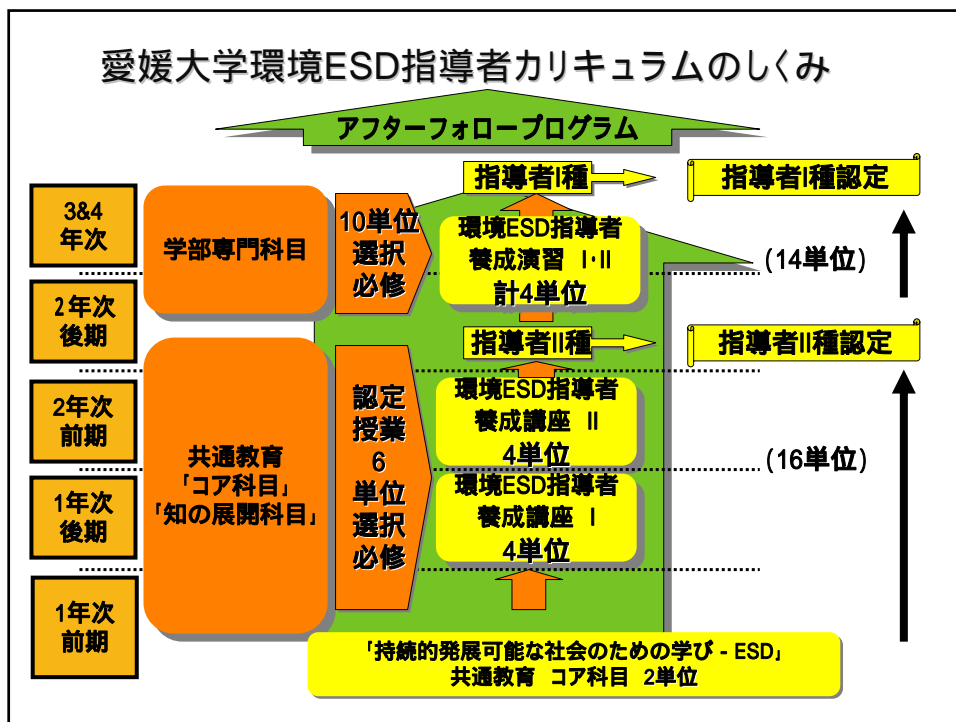 愛媛大学環境ESD指導者カリキュラムのしくみ
アフターフォロープログラム
指導者Ⅰ種
指導者Ⅰ種認定
3&4
年次
学部専門科目
10単位
選択
必修
環境ESD指導者
養成演習 Ⅰ・Ⅱ
計4単位
(14単位)
2年次
後期
指導者Ⅱ種
指導者Ⅱ種認定
2年次
前期
共通教育
「コア科目」
「知の展開科目」
認定
授業
6
単位
選択
必修
環境ESD指導者
養成講座 Ⅱ
4単位
(16単位)
1年次
後期
環境ESD指導者
養成講座 Ⅰ
4単位
1年次
前期
「持続的発展可能な社会のための学び - ESD」
共通教育 コア科目 2単位